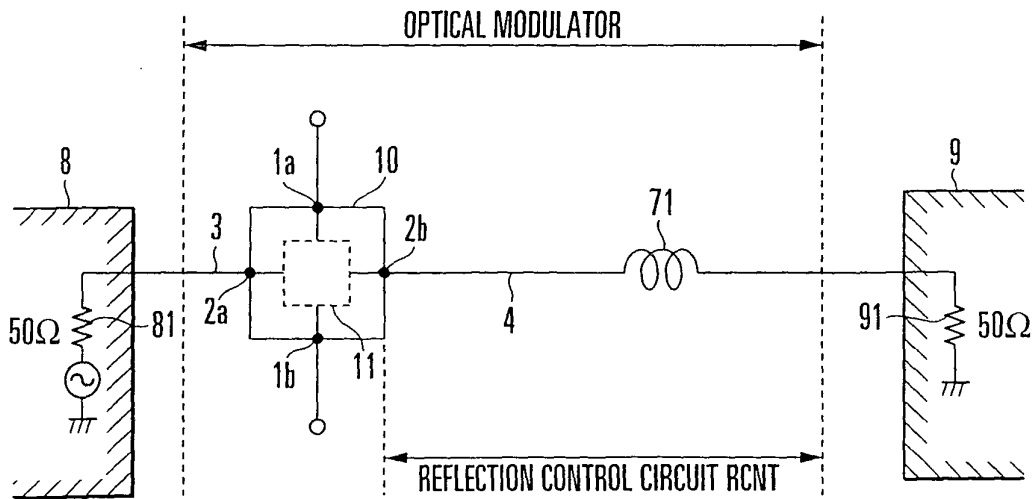 OPTICAL MODULATOR
8
1a
10
9
3
71
2b
2a
4
50Ω
81
91
50Ω
1b
11
REFLECTION CONTROL CIRCUIT RCNT